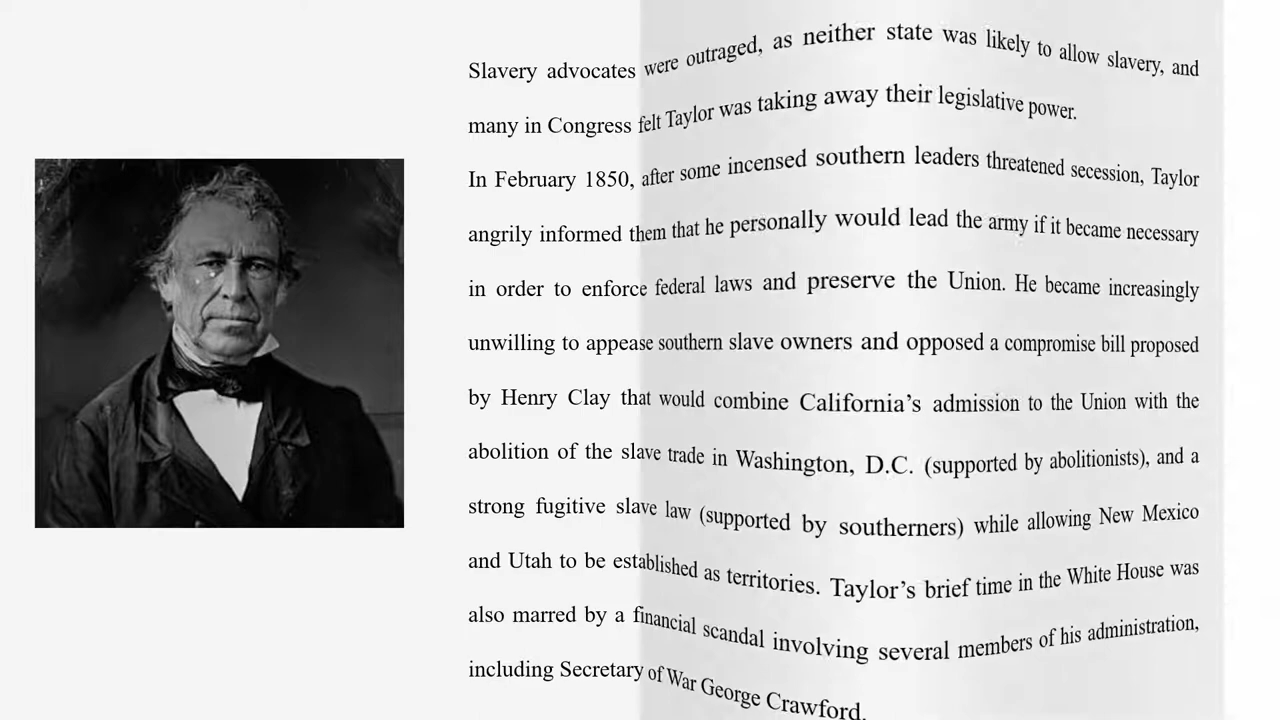 Slavery advocates were outraged, as neither state was likely to allow slavery, and
many in Congress felt Taylor was taking away their legislative power.
In February 1850, after some incensed southern leaders threatened secession, Taylor
angrily informed them that he personally would lead the army if it became necessary
in order to enforce federal laws and preserve the Union. He became increasingly
unwilling to appease southern slave owners and opposed a compromise bill proposed
by Henry Clay that would combine California’s admission to the Union with the
abolition of the slave trade in Washington, D.C. (supported by abolitionists), and a
strong fugitive slave law (supported by southerners) while allowing New Mexico
and Utah to be established as territories. Taylor’s brief time in the White House was
also marred by a financial scandal involving several members of his administration,
including Secretary of War George Crawford.